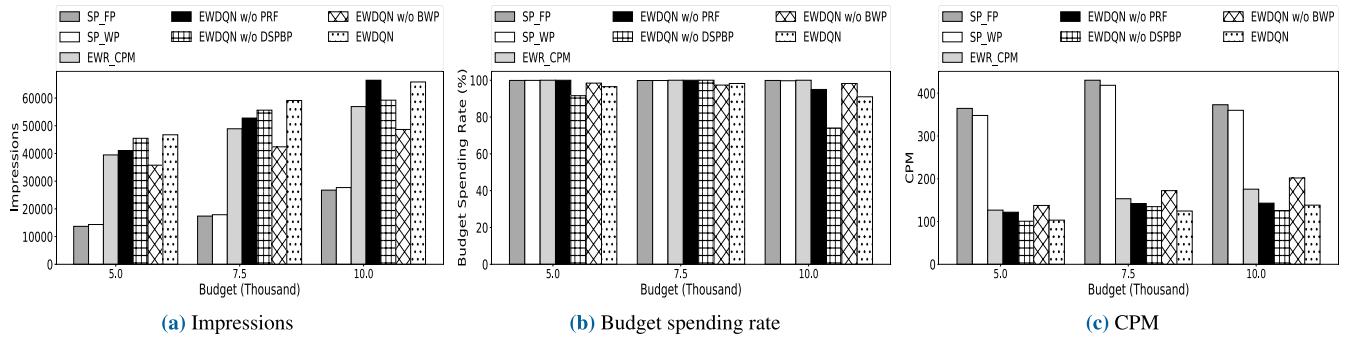 SP_FP
SP_WP
EWR_CPM
EWDQN w/o PRF
EWDQN w/o DSPBP
EWDQN w/o BWP
EWDQN
Impressions
60000
50000
40000
30000
20000
10000
0
5.0
7.5
10.0
Budget (Thousand)
(a) Impressions
SP_FP
SP_WP
EWR_CPM
EWDQN w/o PRF
EWDQN w/o DSPBP
EWDQN w/o BWP
EWDQN
Budget Spending Rate (%)
100
80
60
40
20
0
5.0
7.5
10.0
Budget (Thousand)
(b) Budget spending rate
SP_FP
SP_WP
EWR_CPM
EWDQN w/o PRF
EWDQN w/o DSPBP
EWDQN w/o BWP
EWDQN
CPM
400
300
200
100
0
5.0
7.5
10.0
Budget (Thousand)
(c) CPM